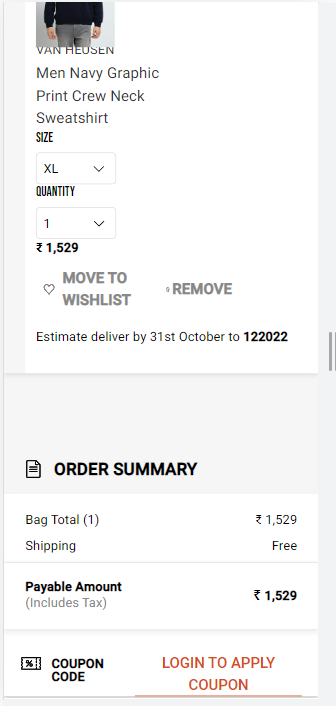 VAN HEUSEN
Men Navy Graphic
Print Crew Neck
Sweatshirt
SIZE
XL
QUANTITY
1
₹ 1,529
MOVE TO
WISHLIST
REMOVE
Estimate deliver by 31st October to 122022
ORDER SUMMARY
Bag Total (1) ₹ 1,529
Shipping Free
Payable Amount
(Includes Tax)
₹ 1,529
COUPON
CODE
LOGIN TO APPLY
COUPON